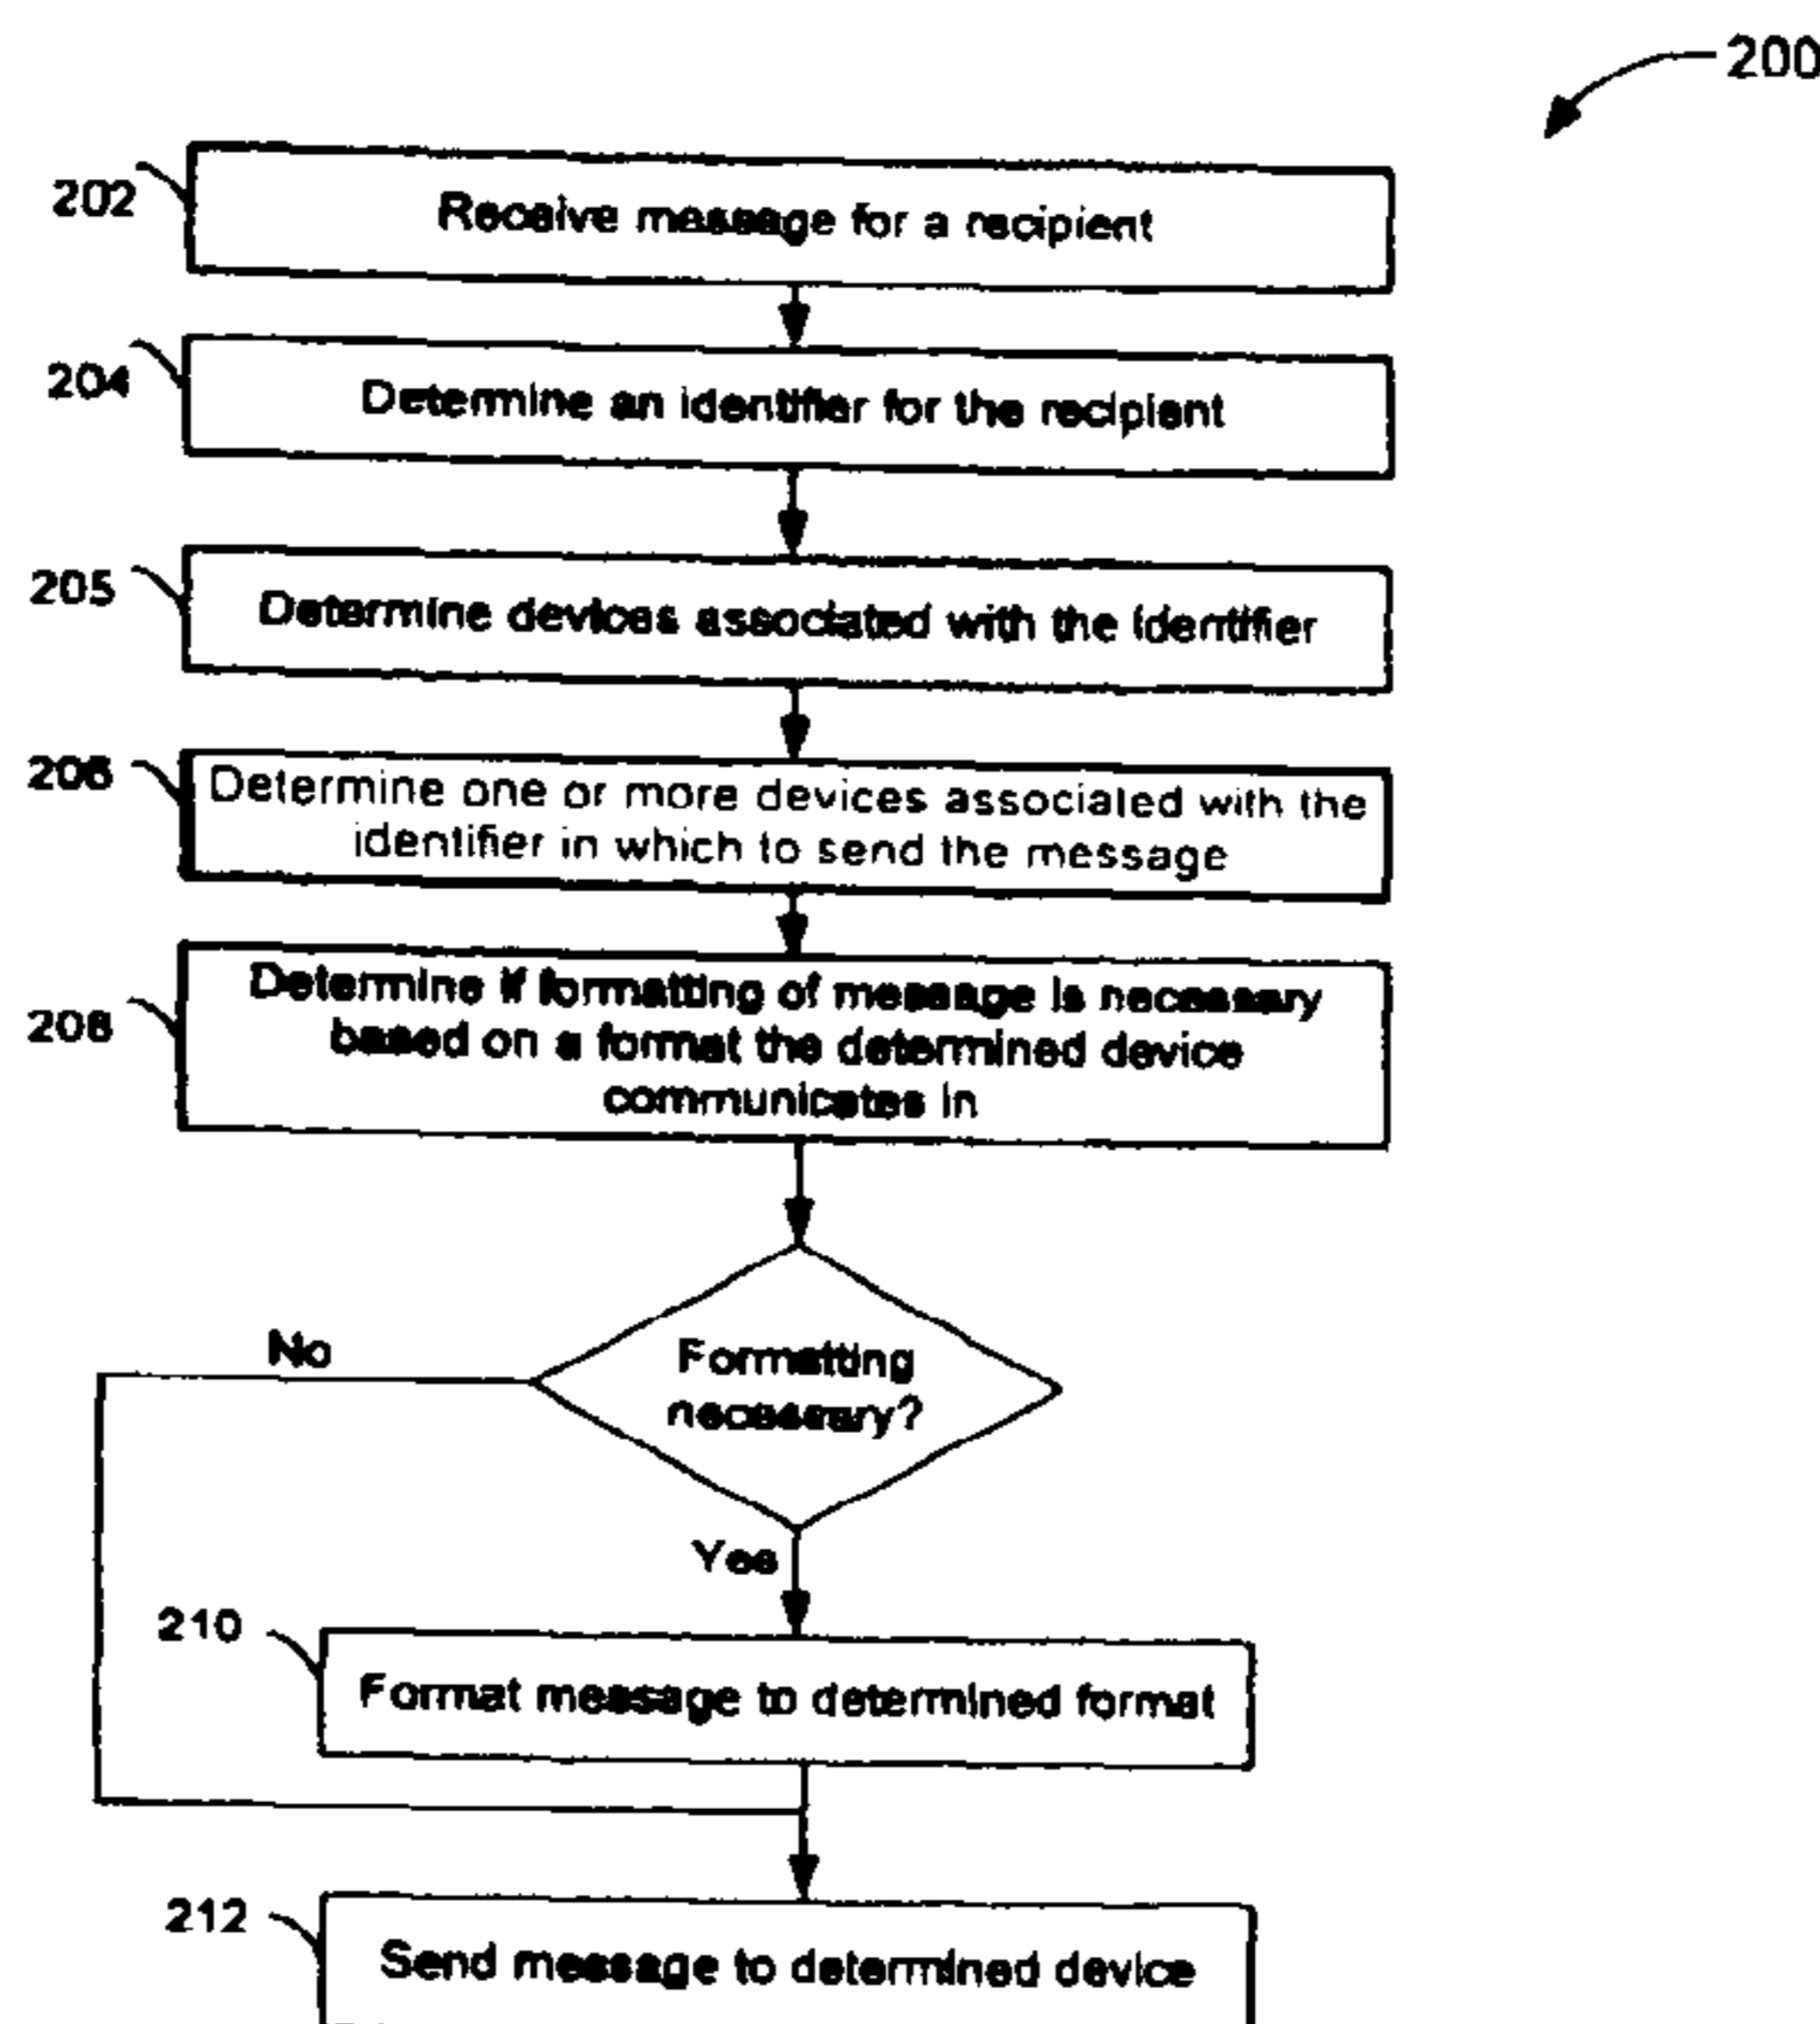 200
202
Receive message for a recipient
204
Determine an identifier for the recipient
205
Determine devices associated with the identifier
206
Determine one or more devices associated with the
identifier in which to send the message
208
Determine if formatting of message is necessary
based on a format the determined device
communicates in
Formatting
necessary?
No
Yes
210
Format message to determined format
212
Send message to determined device